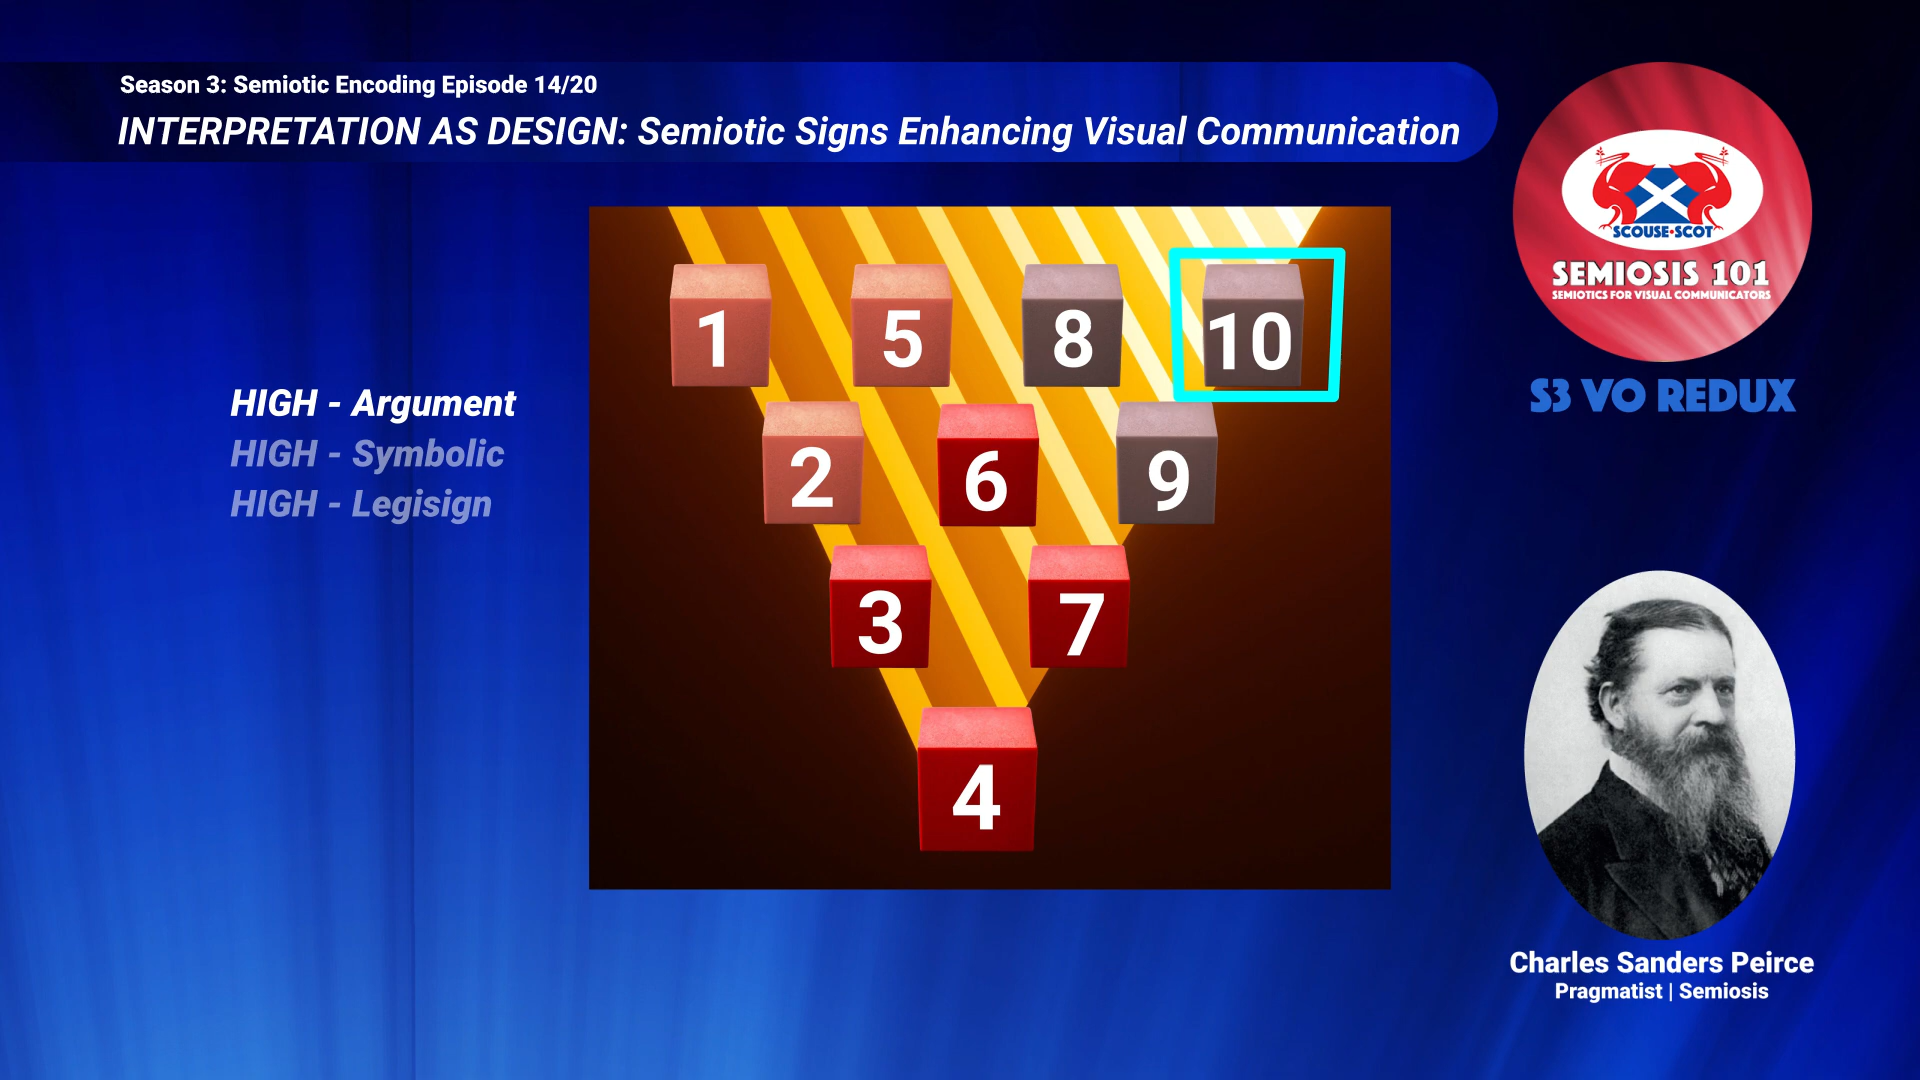 Season 3: Semiotic Encoding Episode 14/20
INTERPRETATION AS DESIGN: Semiotic Signs Enhancing Visual Communication
SCOUSE•SCOT
SEMIOSIS 101
SEMIOTICS FOR VISUAL COMMUNICATORS
S3 VO REDUX
HIGH - Argument
HIGH - Symbolic
HIGH - Legisign
1 5 8 10
2 6 9
3 7
4
Charles Sanders Peirce
Pragmatist | Semiosis